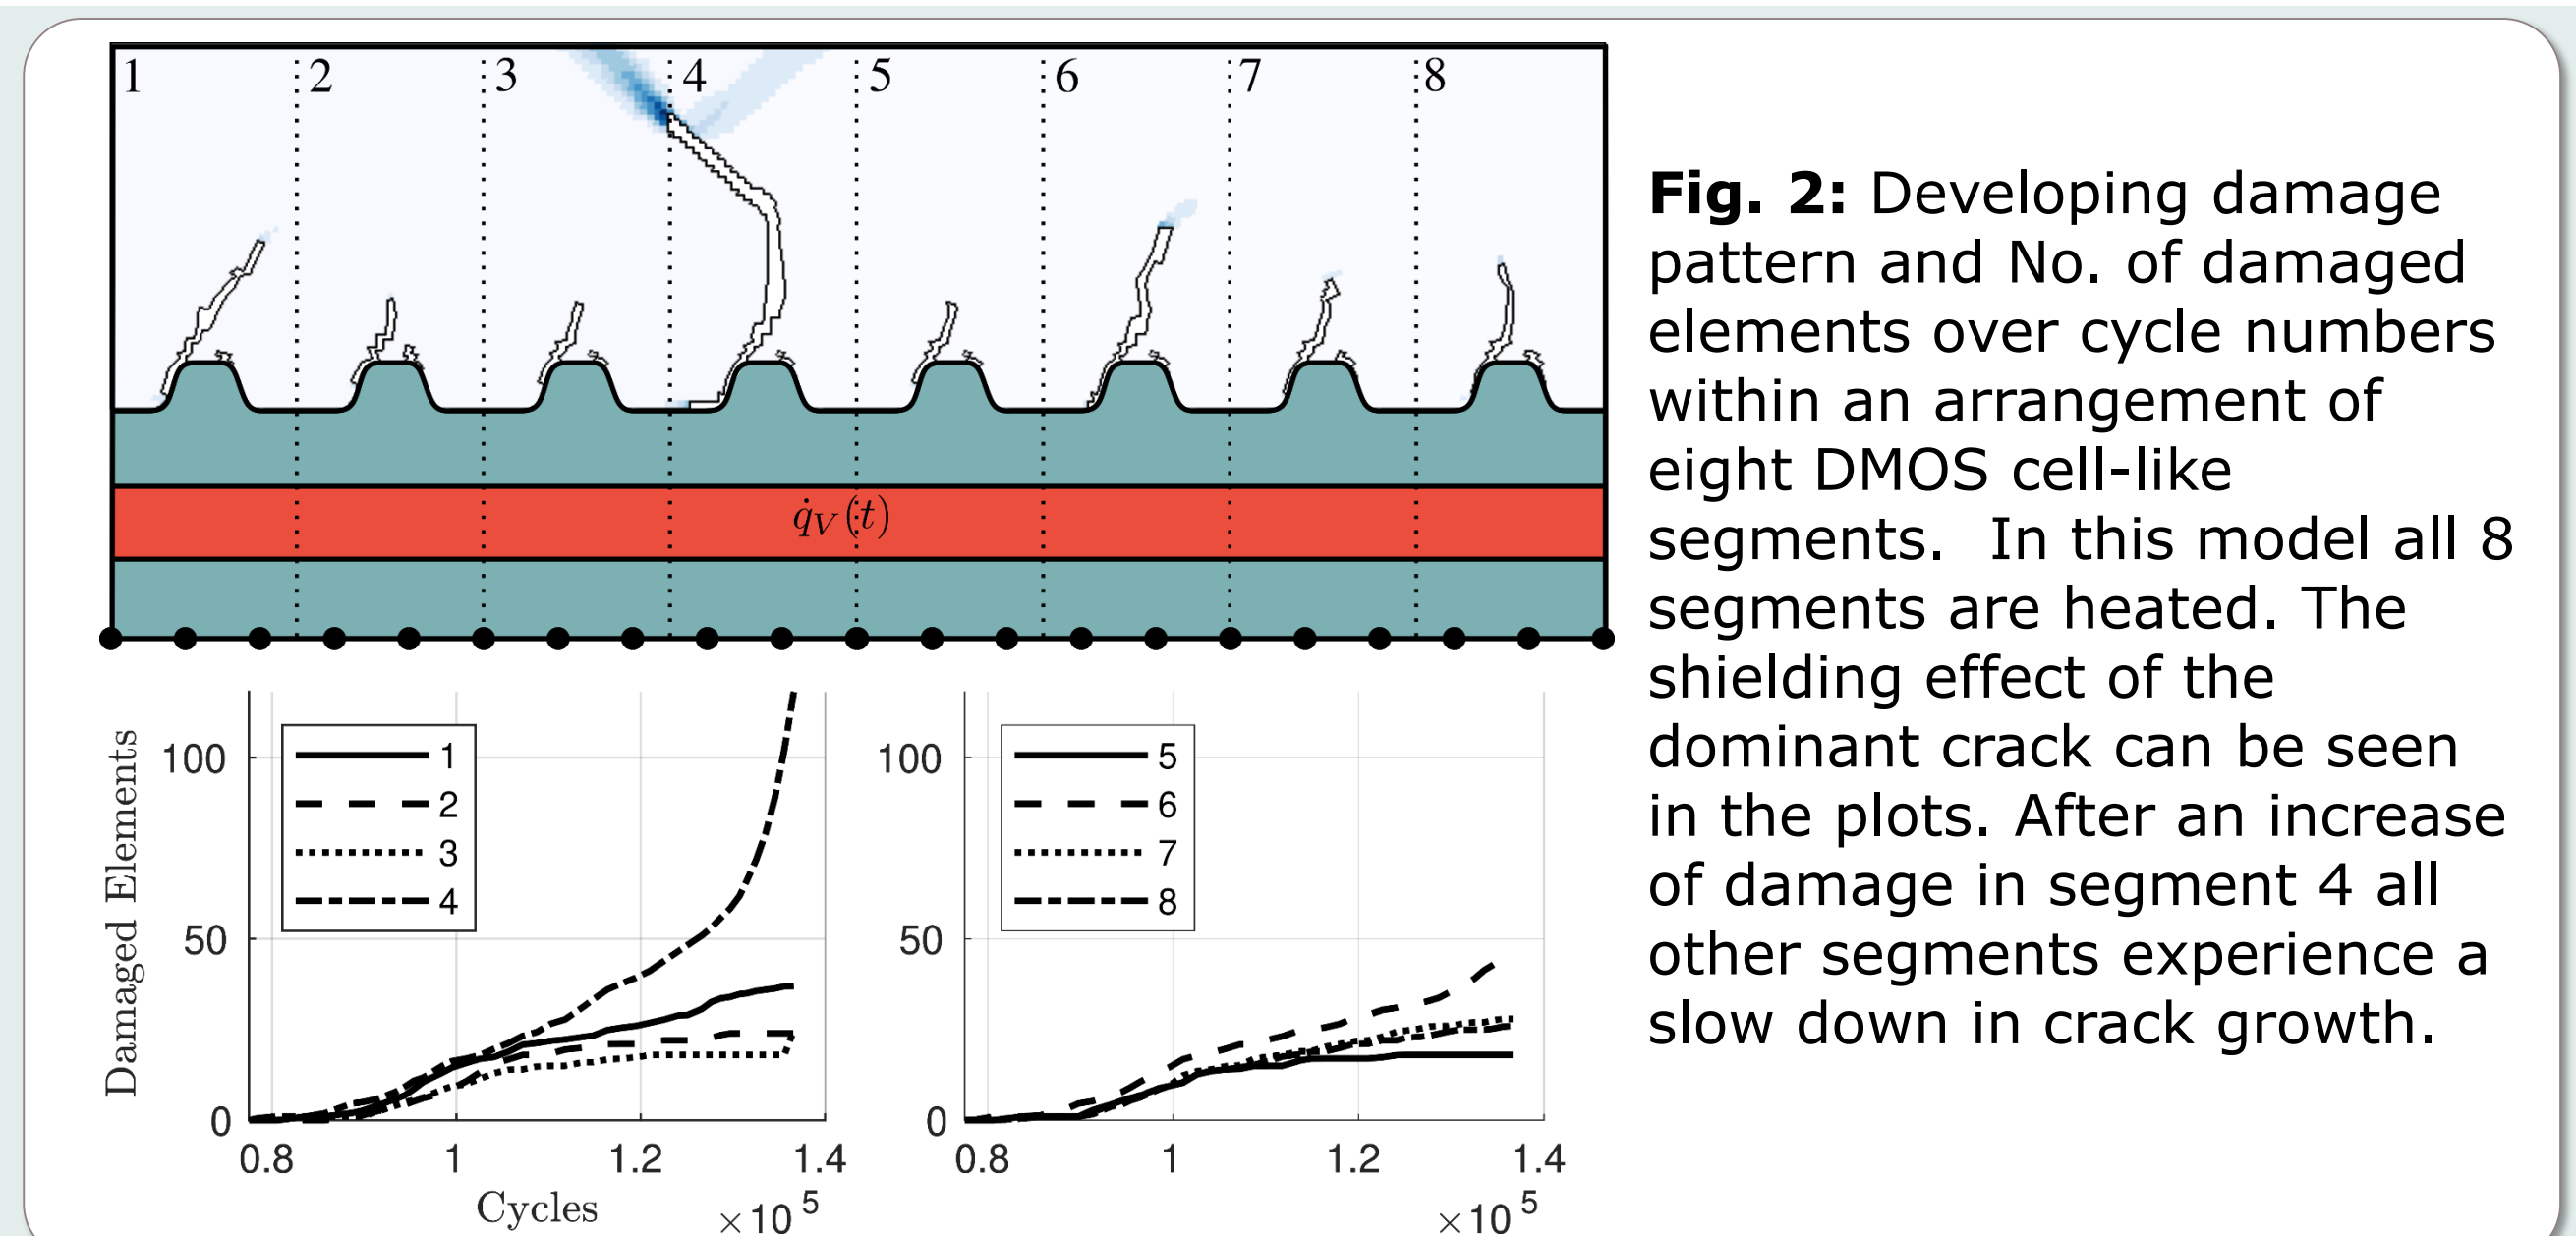 1 2 3 4 5 6 7 8
q̇V(t)
Fig. 2: Developing damage
pattern and No. of damaged
elements over cycle numbers
within an arrangement of
eight DMOS cell-like
segments. In this model all 8
segments are heated. The
shielding effect of the
dominant crack can be seen
in the plots. After an increase
of damage in segment 4 all
other segments experience a
slow down in crack growth.
Damaged Elements
100
50
0
1
2
3
4
0.8 1 1.2 1.4
Cycles ×10^5
100
50
0
5
6
7
8
0.8 1 1.2 1.4
×10^5